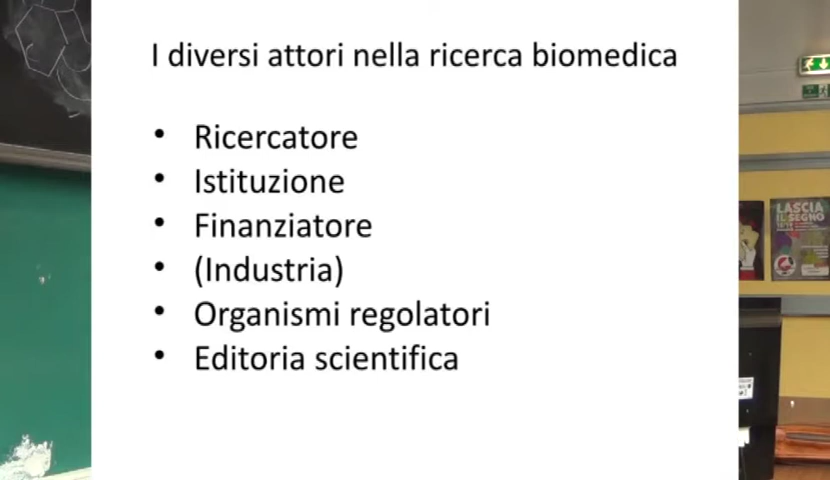 I diversi attori nella ricerca biomedica
• Ricercatore
• Istituzione
• Finanziatore
• (Industria)
• Organismi regolatori
• Editoria scientifica
LASCIA
IL SEGNO